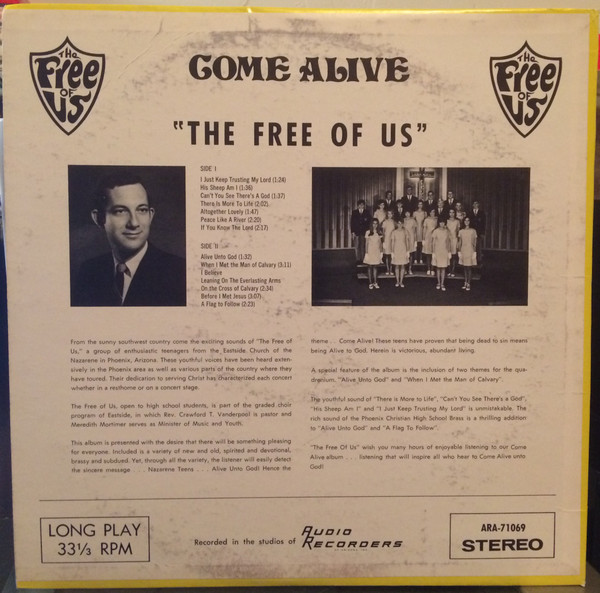 The
Free
OF
US
COME ALIVE
The
Free
OF
US
"THE FREE OF US"
SIDE I
I Just Keep Trusting My Lord (1:24)
His Sheep Am I (1:36)
Can't You See There's A God (1:37)
There Is More To Life (2:02)
Altogether Lovely (1:47)
Peace Like A River (2:20)
If You Know The Lord (2:17)
SIDE II
Alive Unto God (1:32)
When I Met the Man of Calvary (3:11)
I Believe
Leaning On The Everlasting Arms
On the Cross of Calvary (2:34)
Before I Met Jesus (3:07)
A Flag to Follow (2:23)
From the sunny southwest country come the exciting sounds of "The Free of
Us," a group of enthusiastic teenagers from the Eastside Church of the
Nazarene in Phoenix, Arizona. These youthful voices have been heard exten-
sively in the Phoenix area as well as various parts of the country where they
have toured. Their dedication to serving Christ has characterized each concert
whether in a resthome or on a concert stage.
The Free of Us, open to high school students, is part of the graded choir
program of Eastside, in which Rev. Crawford T. Vanderpool is pastor and
Meredith Mortimer serves as Minister of Music and Youth.
This album is presented with the desire that there will be something pleasing
for everyone. Included is a variety of new and old, spirited and devotional,
brassy and subdued. Yet, through all the variety, the listener will easily detect
the sincere message . . . Nazarene Teens . . . Alive Unto God! Hence the
theme . . Come Alive! These teens have proven that being dead to sin means
being Alive to God. Herein is victorious, abundant living.
A special feature of the album is the inclusion of two themes for the qua-
drennium, "Alive Unto God" and "When I Met the Man of Calvary".
The youthful sound of "There is More to Life", "Can't You See There's a God",
"His Sheep Am I" and "I Just Keep Trusting My Lord" is unmistakable. The
rich sound of the Phoenix Christian High School Brass is a thrilling addition
to "Alive Unto God" and "A Flag To Follow".
"The Free Of Us" wish you many hours of enjoyable listening to our Come
Alive album . . . listening that will inspire all who hear to Come Alive unto
God!
LONG PLAY
33⅓ RPM
Recorded in the studios of AUDIO RECORDERS
ARA-71069
STEREO